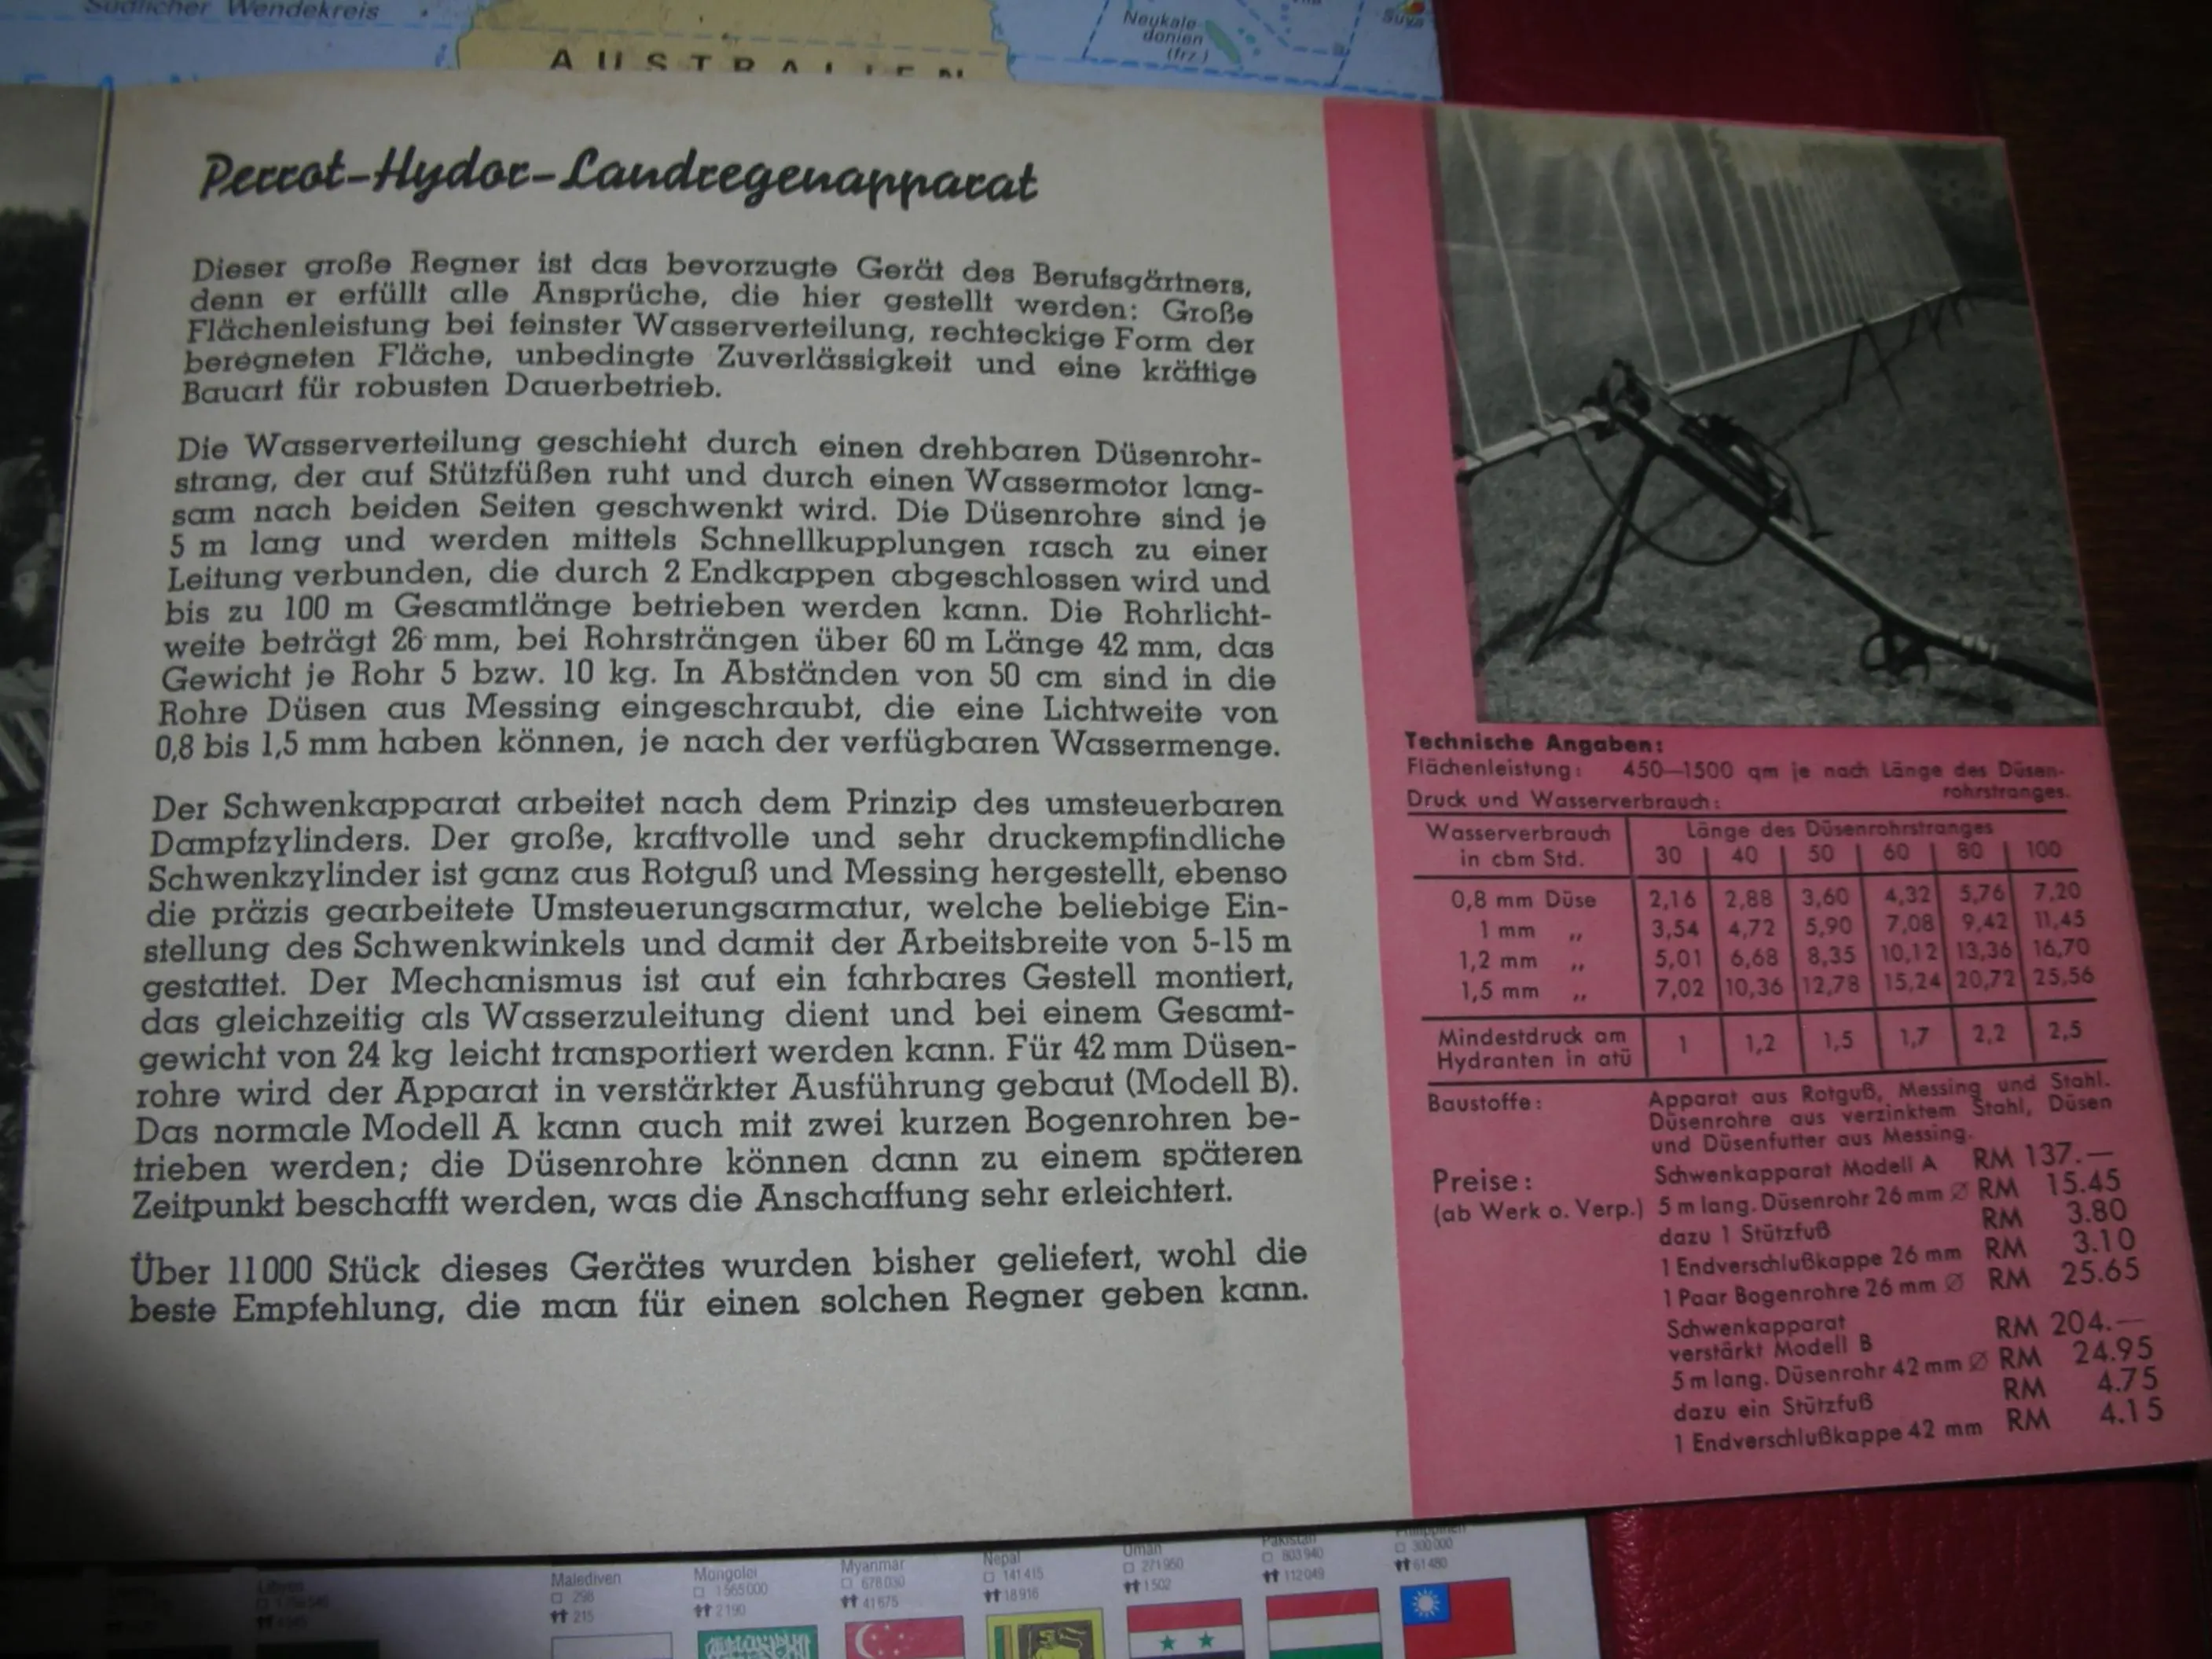 Südlicher Wendekreis
AUSTRALIEN
Neukale
donien
(frz.)
Suva
Perrot-Hydor-Landregenapparat
Dieser große Regner ist das bevorzugte Gerät des Berufsgärtners,
denn er erfüllt alle Ansprüche, die hier gestellt werden: Große
Flächenleistung bei feinster Wasserverteilung, rechteckige Form der
beregneten Fläche, unbedingte Zuverlässigkeit und eine kräftige
Bauart für robusten Dauerbetrieb.
Die Wasserverteilung geschieht durch einen drehbaren Düsenrohr-
strang, der auf Stützfüßen ruht und durch einen Wassermotor lang-
sam nach beiden Seiten geschwenkt wird. Die Düsenrohre sind je
5 m lang und werden mittels Schnellkupplungen rasch zu einer
Leitung verbunden, die durch 2 Endkappen abgeschlossen wird und
bis zu 100 m Gesamtlänge betrieben werden kann. Die Rohrlicht-
weite beträgt 26 mm, bei Rohrsträngen über 60 m Länge 42 mm, das
Gewicht je Rohr 5 bzw. 10 kg. In Abständen von 50 cm sind in die
Rohre Düsen aus Messing eingeschraubt, die eine Lichtweite von
0,8 bis 1,5 mm haben können, je nach der verfügbaren Wassermenge.
Der Schwenkapparat arbeitet nach dem Prinzip des umsteuerbaren
Dampfzylinders. Der große, kraftvolle und sehr druckempfindliche
Schwenkzylinder ist ganz aus Rotguß und Messing hergestellt, ebenso
die präzis gearbeitete Umsteuerungsarmatur, welche beliebige Ein-
stellung des Schwenkwinkels und damit der Arbeitsbreite von 5-15 m
gestattet. Der Mechanismus ist auf ein fahrbares Gestell montiert,
das gleichzeitig als Wasserzuleitung dient und bei einem Gesamt-
gewicht von 24 kg leicht transportiert werden kann. Für 42 mm Düsen-
rohre wird der Apparat in verstärkter Ausführung gebaut (Modell B).
Das normale Modell A kann auch mit zwei kurzen Bogenrohren be-
trieben werden; die Düsenrohre können dann zu einem späteren
Zeitpunkt beschafft werden, was die Anschaffung sehr erleichtert.
Über 11000 Stück dieses Gerätes wurden bisher geliefert, wohl die
beste Empfehlung, die man für einen solchen Regner geben kann.
Technische Angaben:
Flächenleistung: 450—1500 qm je nach Länge des Düsen-
rohrstranges.
Druck und Wasserverbrauch:
Wasserverbrauch Länge des Düsenrohrstranges
in cbm Std. 30 40 50 60 80 100
0,8 mm Düse 2,16 2,88 3,60 4,32 5,76 7,20
1 mm „ 3,54 4,72 5,90 7,08 9,42 11,45
1,2 mm „ 5,01 6,68 8,35 10,12 13,36 16,70
1,5 mm „ 7,02 10,36 12,78 15,24 20,72 25,56
Mindestdruck am
Hydranten in atü 1 1,2 1,5 1,7 2,2 2,5
Baustoffe: Apparat aus Rotguß, Messing und Stahl.
Düsenrohre aus verzinktem Stahl, Düsen
und Düsenfutter aus Messing.
Preise: Schwenkapparat Modell A RM 137.—
(ab Werk o. Verp.) 5 m lang. Düsenrohr 26 mm Ø RM 15.45
dazu 1 Stützfuß RM 3.80
1 Endverschlußkappe 26 mm RM 3.10
1 Paar Bogenrohre 26 mm Ø RM 25.65
Schwenkapparat
verstärkt Modell B RM 204.—
5 m lang. Düsenrohr 42 mm Ø RM 24.95
dazu ein Stützfuß RM 4.75
1 Endverschlußkappe 42 mm RM 4.15
Malediven Mongolei Myanmar Nepal Oman Pakistan Philippinen
298 1565000 678030 141415 271950 803940 300000
215 2190 41675 18916 1502 112049 61480